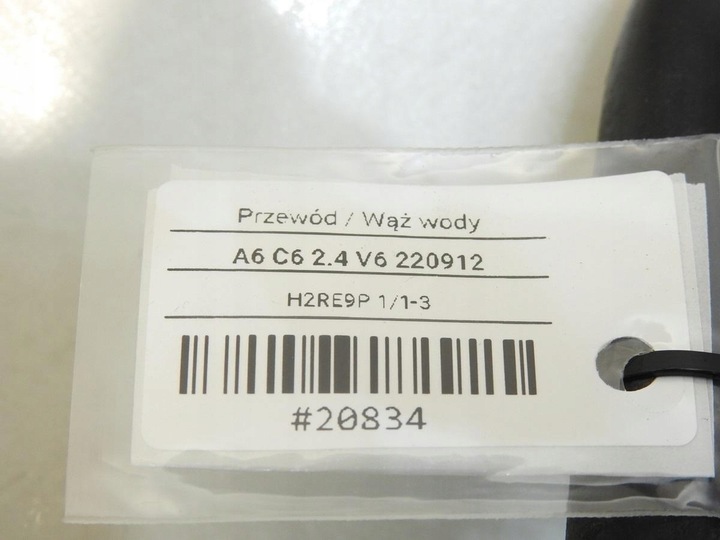 Przewód / Wąż wody
A6 C6 2.4 V6 220912
H2RE9P 1/1-3
#20834